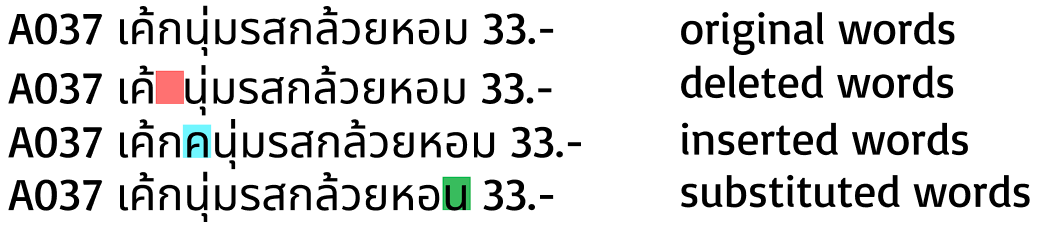 A037 เค้กนุ่มรสกล้วยหอม 33.- original words
A037 เค้ นุ่มรสกล้วยหอม 33.- deleted words
A037 เค้กคนุ่มรสกล้วยหอม 33.- inserted words
A037 เค้กนุ่มรสกล้วยหอน 33.- substituted words